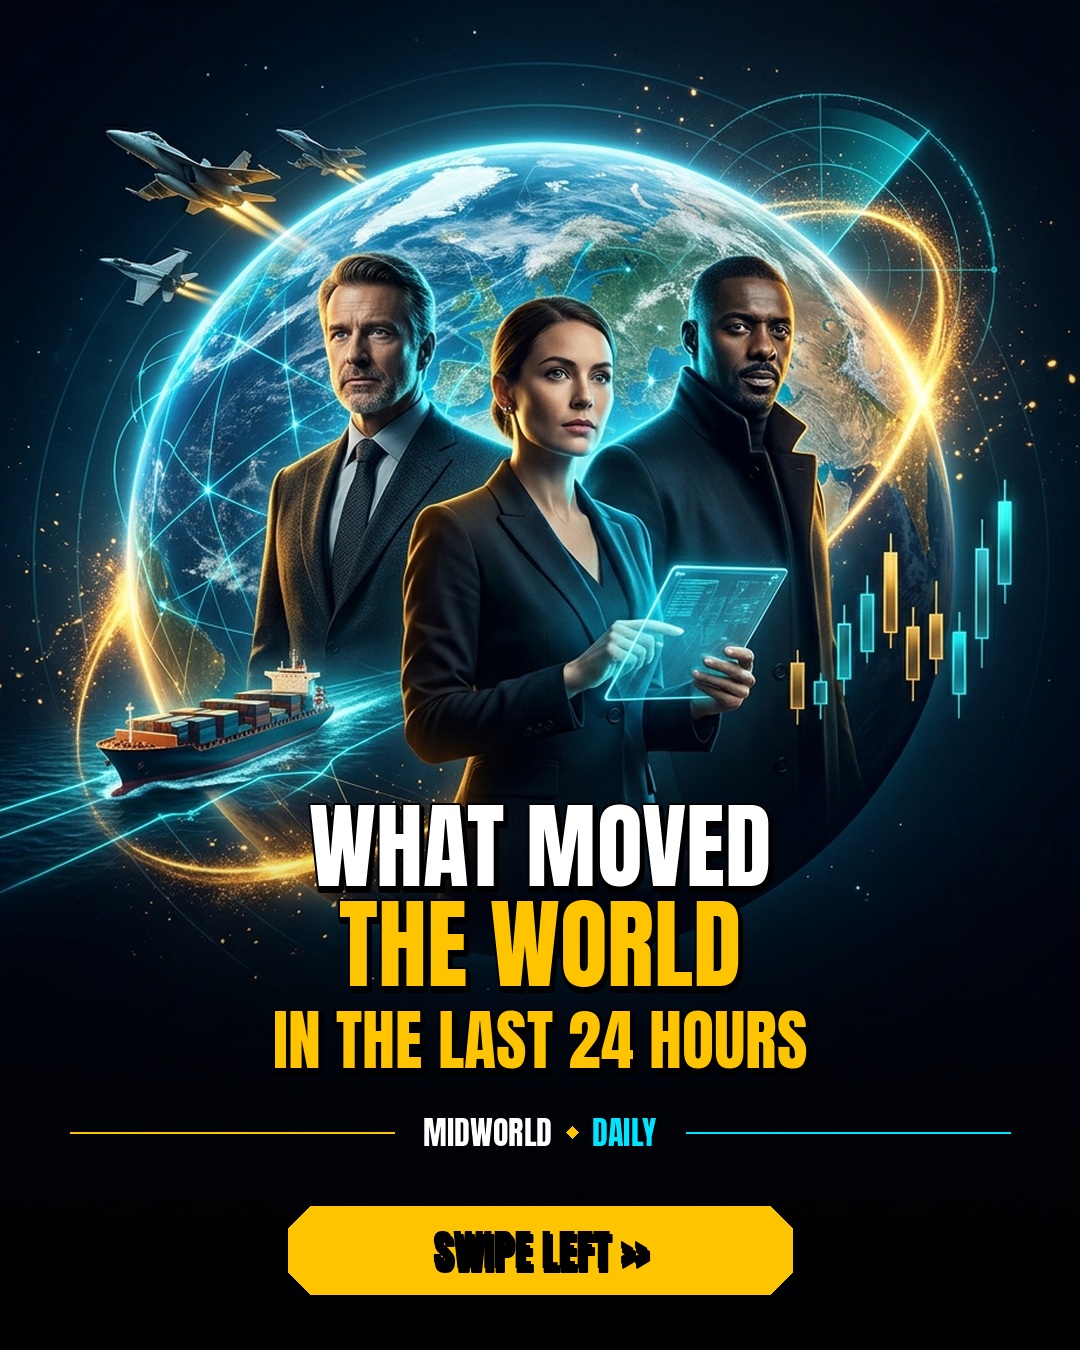 WHAT MOVED
THE WORLD
IN THE LAST 24 HOURS
MIDWORLD ◆ DAILY
SWIPE LEFT »